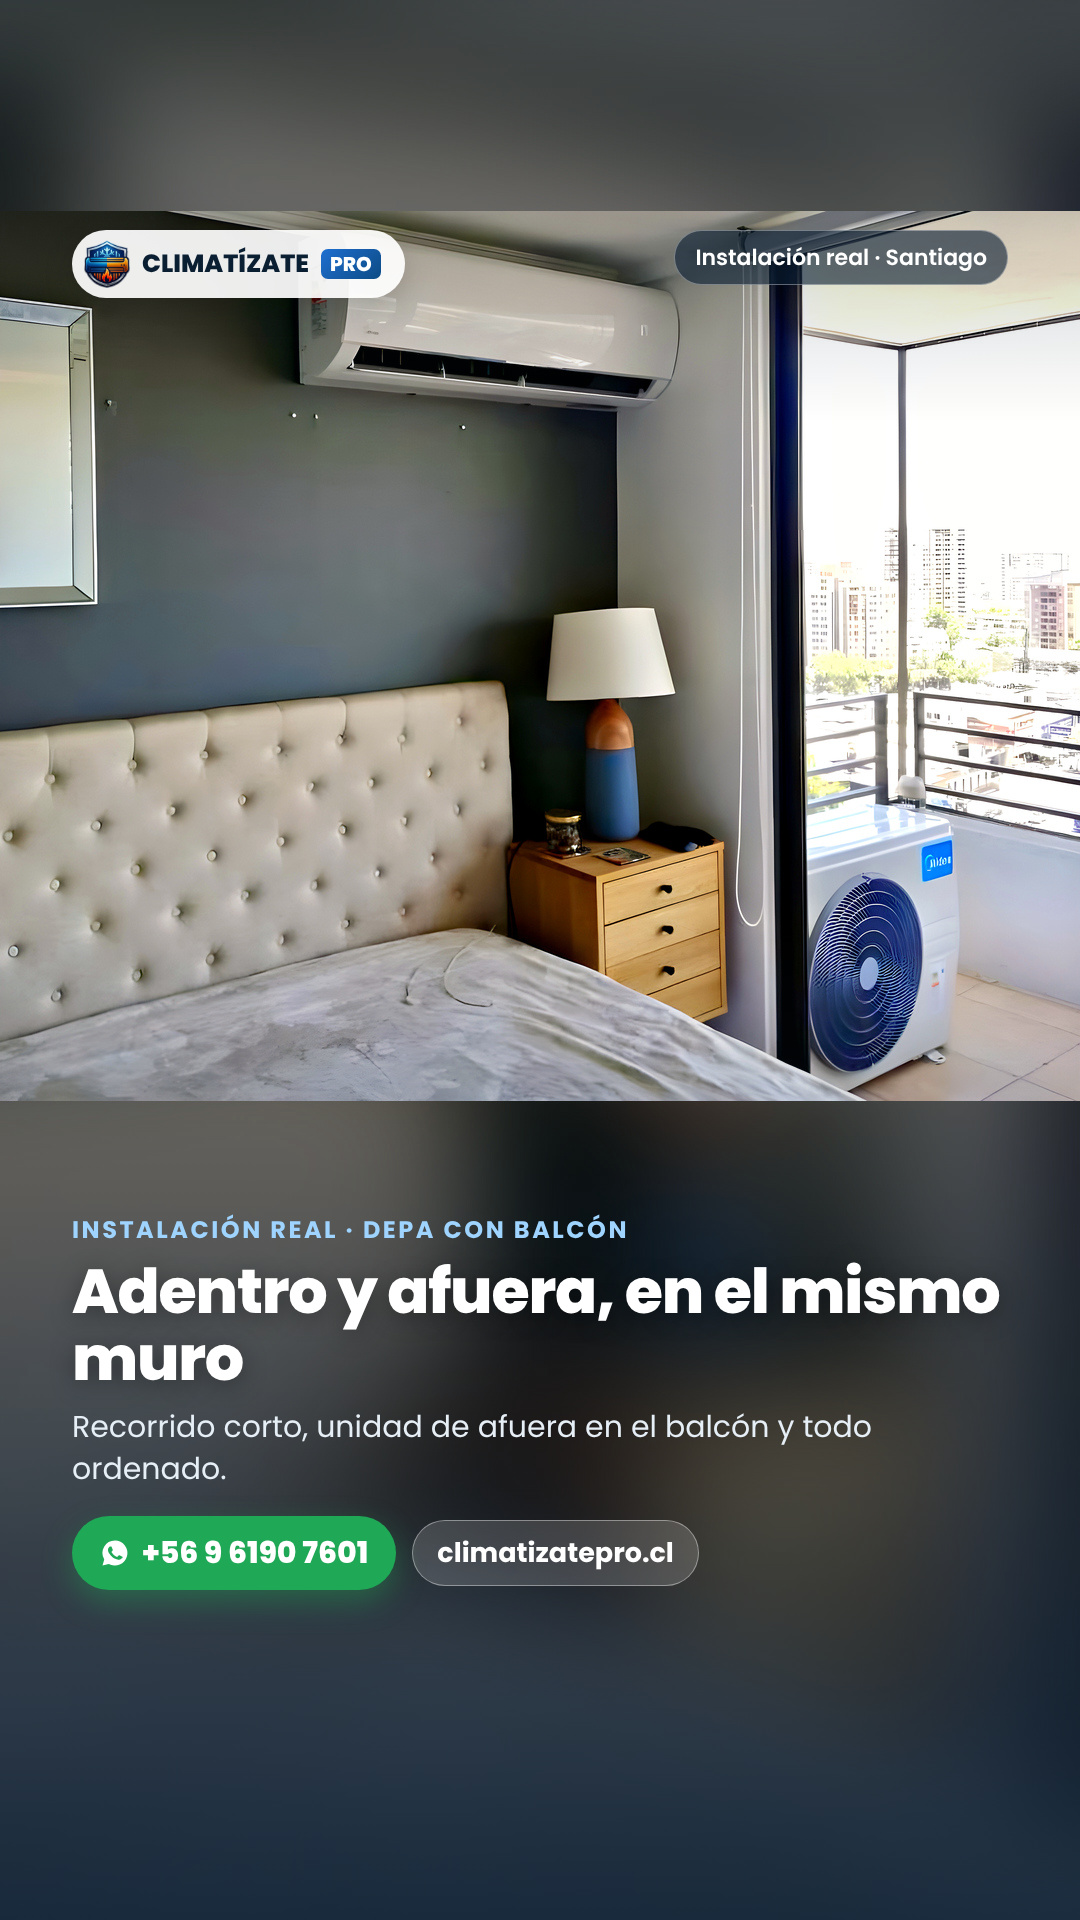 CLIMATÍZATE PRO
Instalación real · Santiago
Midea
INSTALACIÓN REAL · DEPA CON BALCÓN
Adentro y afuera, en el mismo
muro
Recorrido corto, unidad de afuera en el balcón y todo
ordenado.
+56 9 6190 7601
climatizatepro.cl